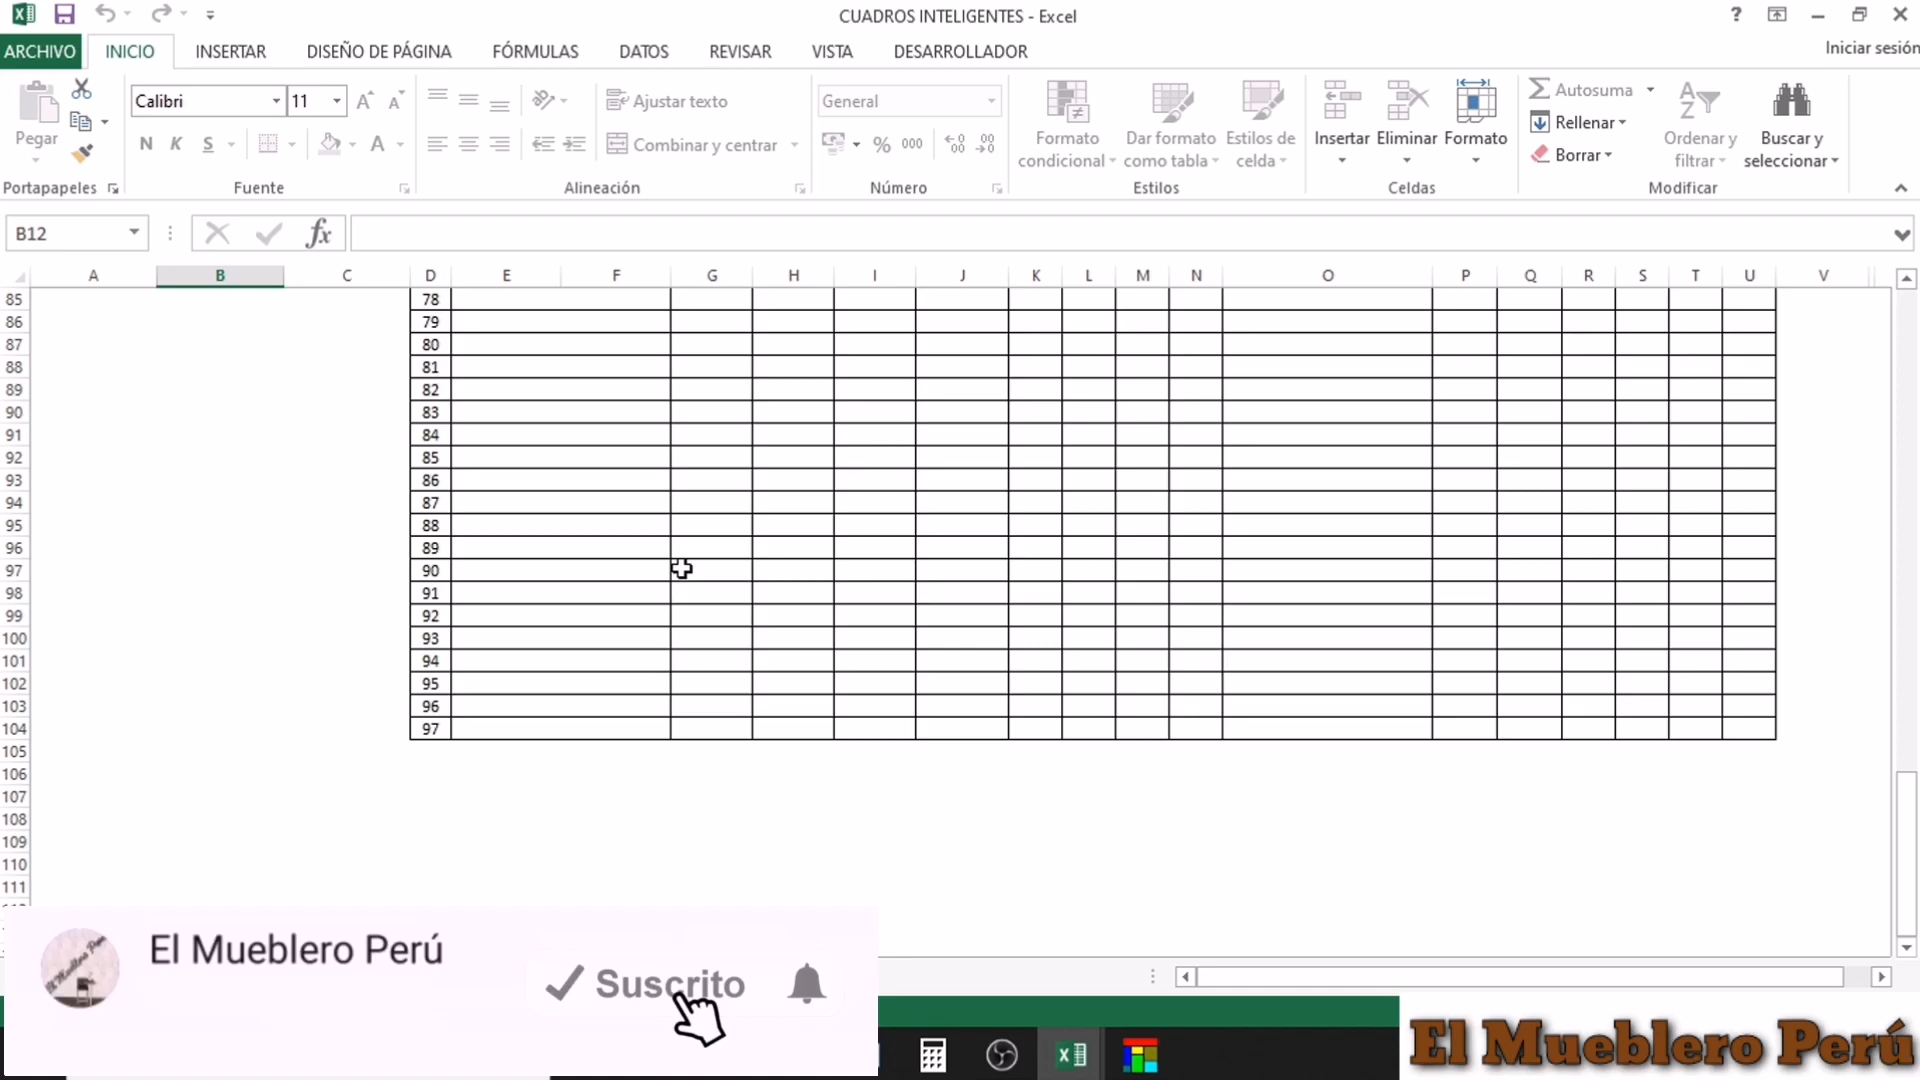 CUADROS INTELIGENTES - Excel
?
ARCHIVO INICIO INSERTAR DISEÑO DE PÁGINA FÓRMULAS DATOS REVISAR VISTA DESARROLLADOR Iniciar sesión
Pegar
Portapapeles
Calibri 11
N K S A
Fuente
Ajustar texto
Combinar y centrar
Alineación
General
% 000
Número
Formato condicional
Dar formato como tabla
Estilos de celda
Estilos
Insertar Eliminar Formato
Celdas
Autosuma
Rellenar
Borrar
Ordenar y filtrar
Buscar y seleccionar
Modificar
B12 fx
A B C D E F G H I J K L M N O P Q R S T U V
85 78
86 79
87 80
88 81
89 82
90 83
91 84
92 85
93 86
94 87
95 88
96 89
97 90
98 91
99 92
100 93
101 94
102 95
103 96
104 97
105
106
107
108
109
110
111
El Mueblero Perú
Suscrito
El Mueblero Perú